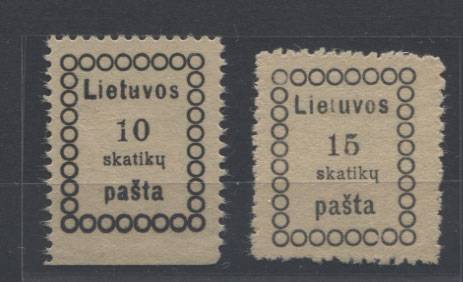 Lietuvos
10
skatikų
pašta
Lietuvos
15
skatikų
pašta